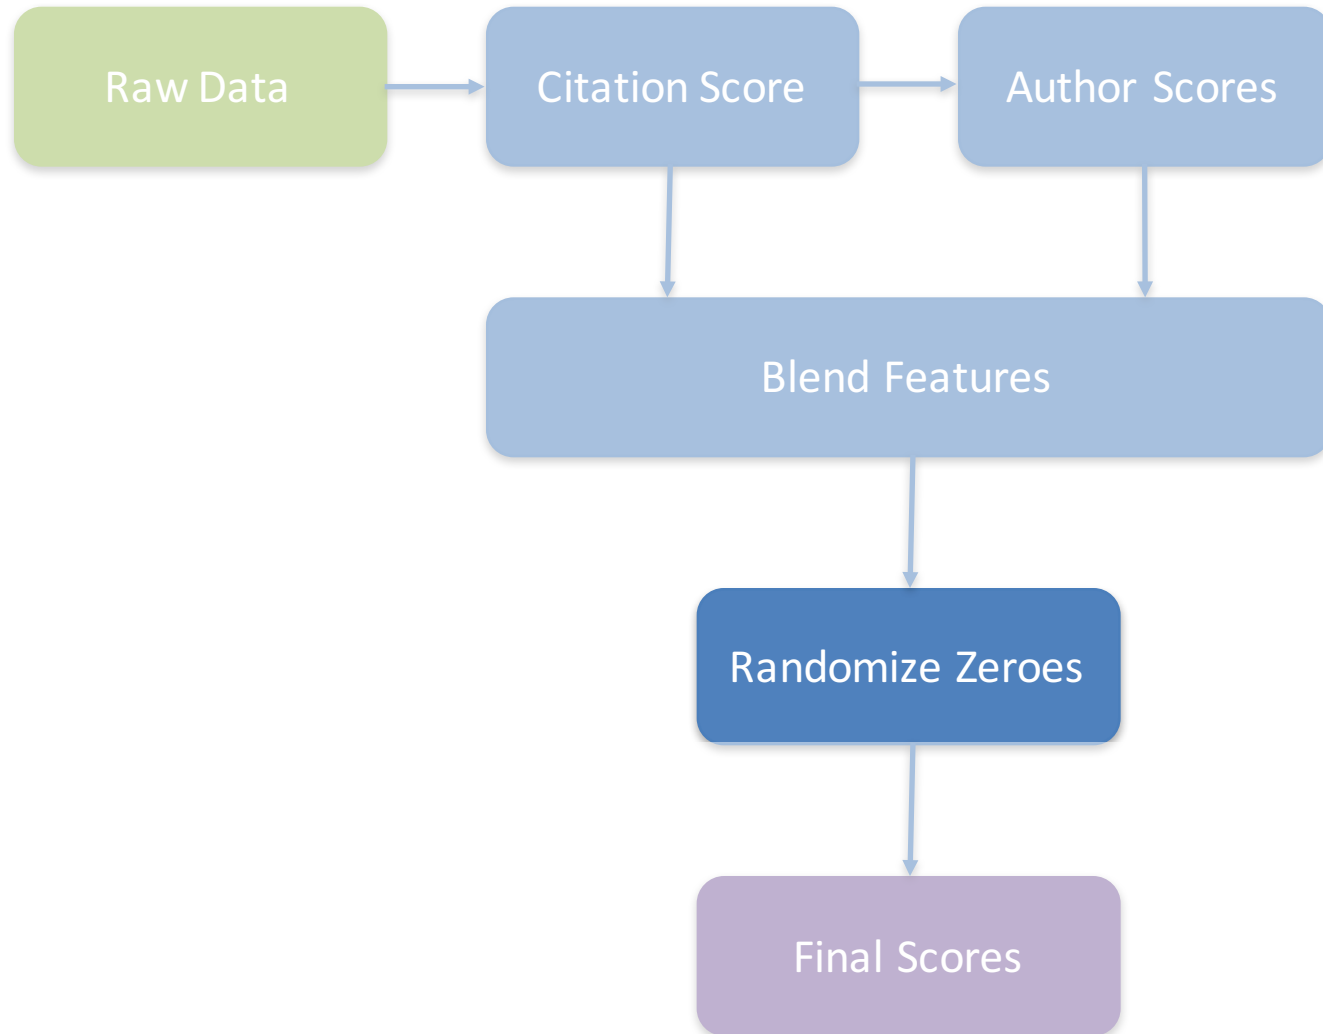 Raw Data
Citation Score
Author Scores
Blend Features
Randomize Zeroes
Final Scores